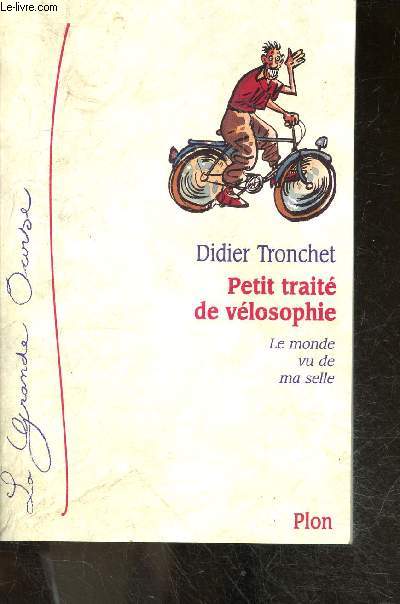 Le-livre.com
Didier Tronchet
Petit traité
de vélosophie
Le monde
vu de
ma selle
La Grande Ourse
Plon